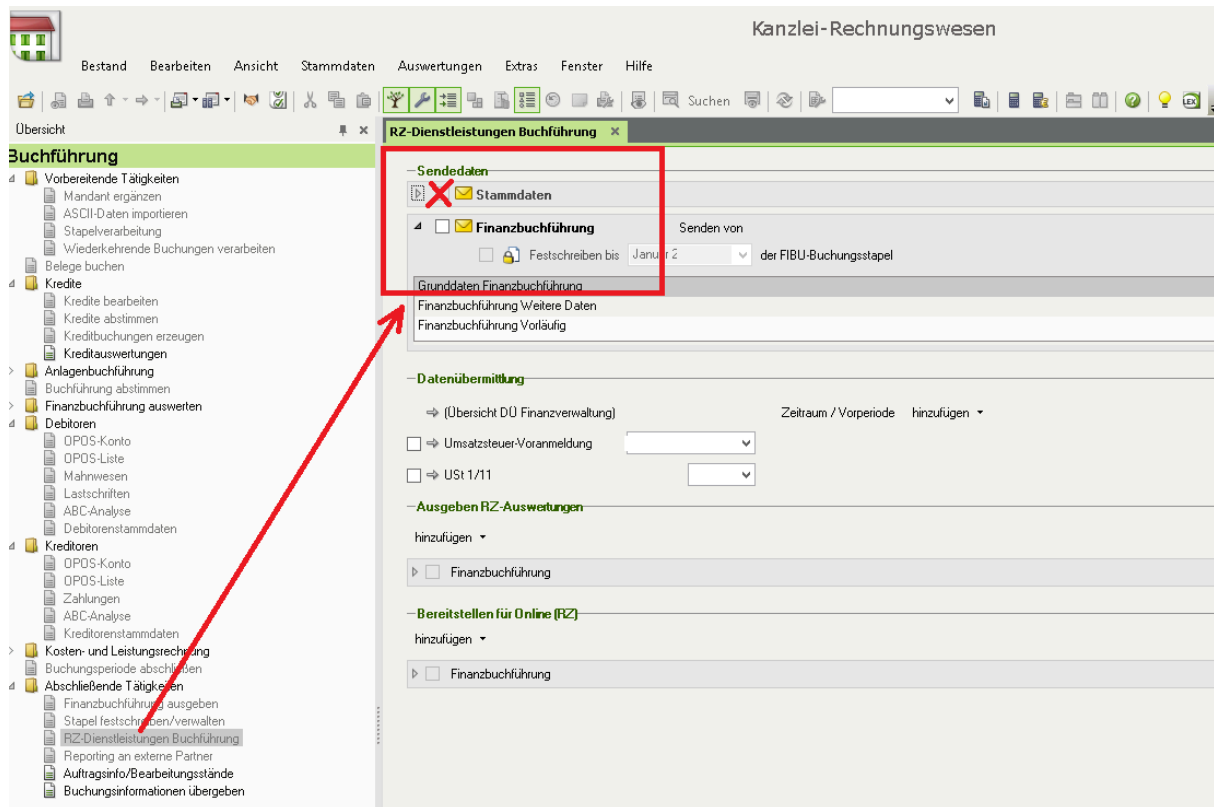 Kanzlei-Rechnungswesen
Bestand Bearbeiten Ansicht Stammdaten Auswertungen Extras Fenster Hilfe
Suchen LEX
Übersicht
Buchführung
Vorbereitende Tätigkeiten
Mandant ergänzen
ASCII-Daten importieren
Stapelverarbeitung
Wiederkehrende Buchungen verarbeiten
Belege buchen
Kredite
Kredite bearbeiten
Kredite abstimmen
Kreditbuchungen erzeugen
Kreditauswertungen
Anlagenbuchführung
Buchführung abstimmen
Finanzbuchführung auswerten
Debitoren
OPOS-Konto
OPOS-Liste
Mahnwesen
Lastschriften
ABC-Analyse
Debitorenstammdaten
Kreditoren
OPOS-Konto
OPOS-Liste
Zahlungen
ABC-Analyse
Kreditorenstammdaten
Kosten- und Leistungsrechnung
Buchungsperiode abschließen
Abschließende Tätigkeiten
Finanzbuchführung ausgeben
Stapel festschreiben/verwalten
RZ-Dienstleistungen Buchführung
Reporting an externe Partner
Auftragsinfo/Bearbeitungsstände
Buchungsinformationen übergeben
RZ-Dienstleistungen Buchführung
Sendedaten
Stammdaten
Finanzbuchführung Senden von
Festschreiben bis Januar 2 der FIBU-Buchungsstapel
Grunddaten Finanzbuchführung
Finanzbuchführung Weitere Daten
Finanzbuchführung Vorläufig
Datenübermittlung
(Übersicht DÜ Finanzverwaltung) Zeitraum / Vorperiode hinzufügen
Umsatzsteuer-Voranmeldung
USt 1/11
Ausgeben RZ-Auswertungen
hinzufügen
Finanzbuchführung
Bereitstellen für Online (RZ)
hinzufügen
Finanzbuchführung